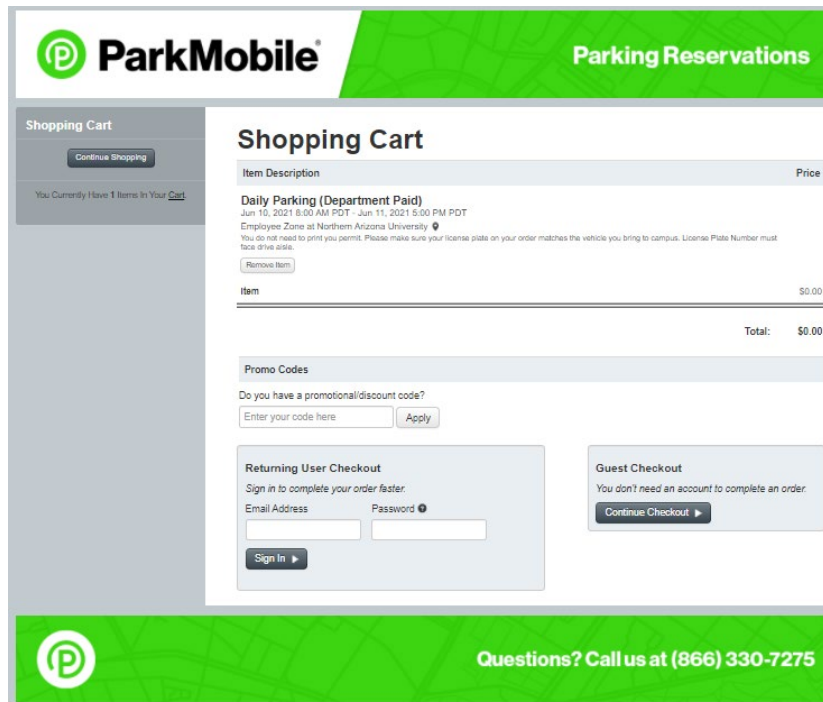 ParkMobile®
Parking Reservations
Shopping Cart
Continue Shopping
You Currently Have 1 Items In Your Cart.
Shopping Cart
Item Description Price
Daily Parking (Department Paid)
Jun 10, 2021 8:00 AM PDT - Jun 11, 2021 5:00 PM PDT
Employee Zone at Northern Arizona University
You do not need to print you permit. Please make sure your license plate on your order matches the vehicle you bring to campus. License Plate Number must
face drive aisle.
Remove Item
Item $0.00
Total: $0.00
Promo Codes
Do you have a promotional/discount code?
Enter your code here Apply
Returning User Checkout
Sign in to complete your order faster.
Email Address Password
Sign In
Guest Checkout
You don't need an account to complete an order.
Continue Checkout
Questions? Call us at (866) 330-7275